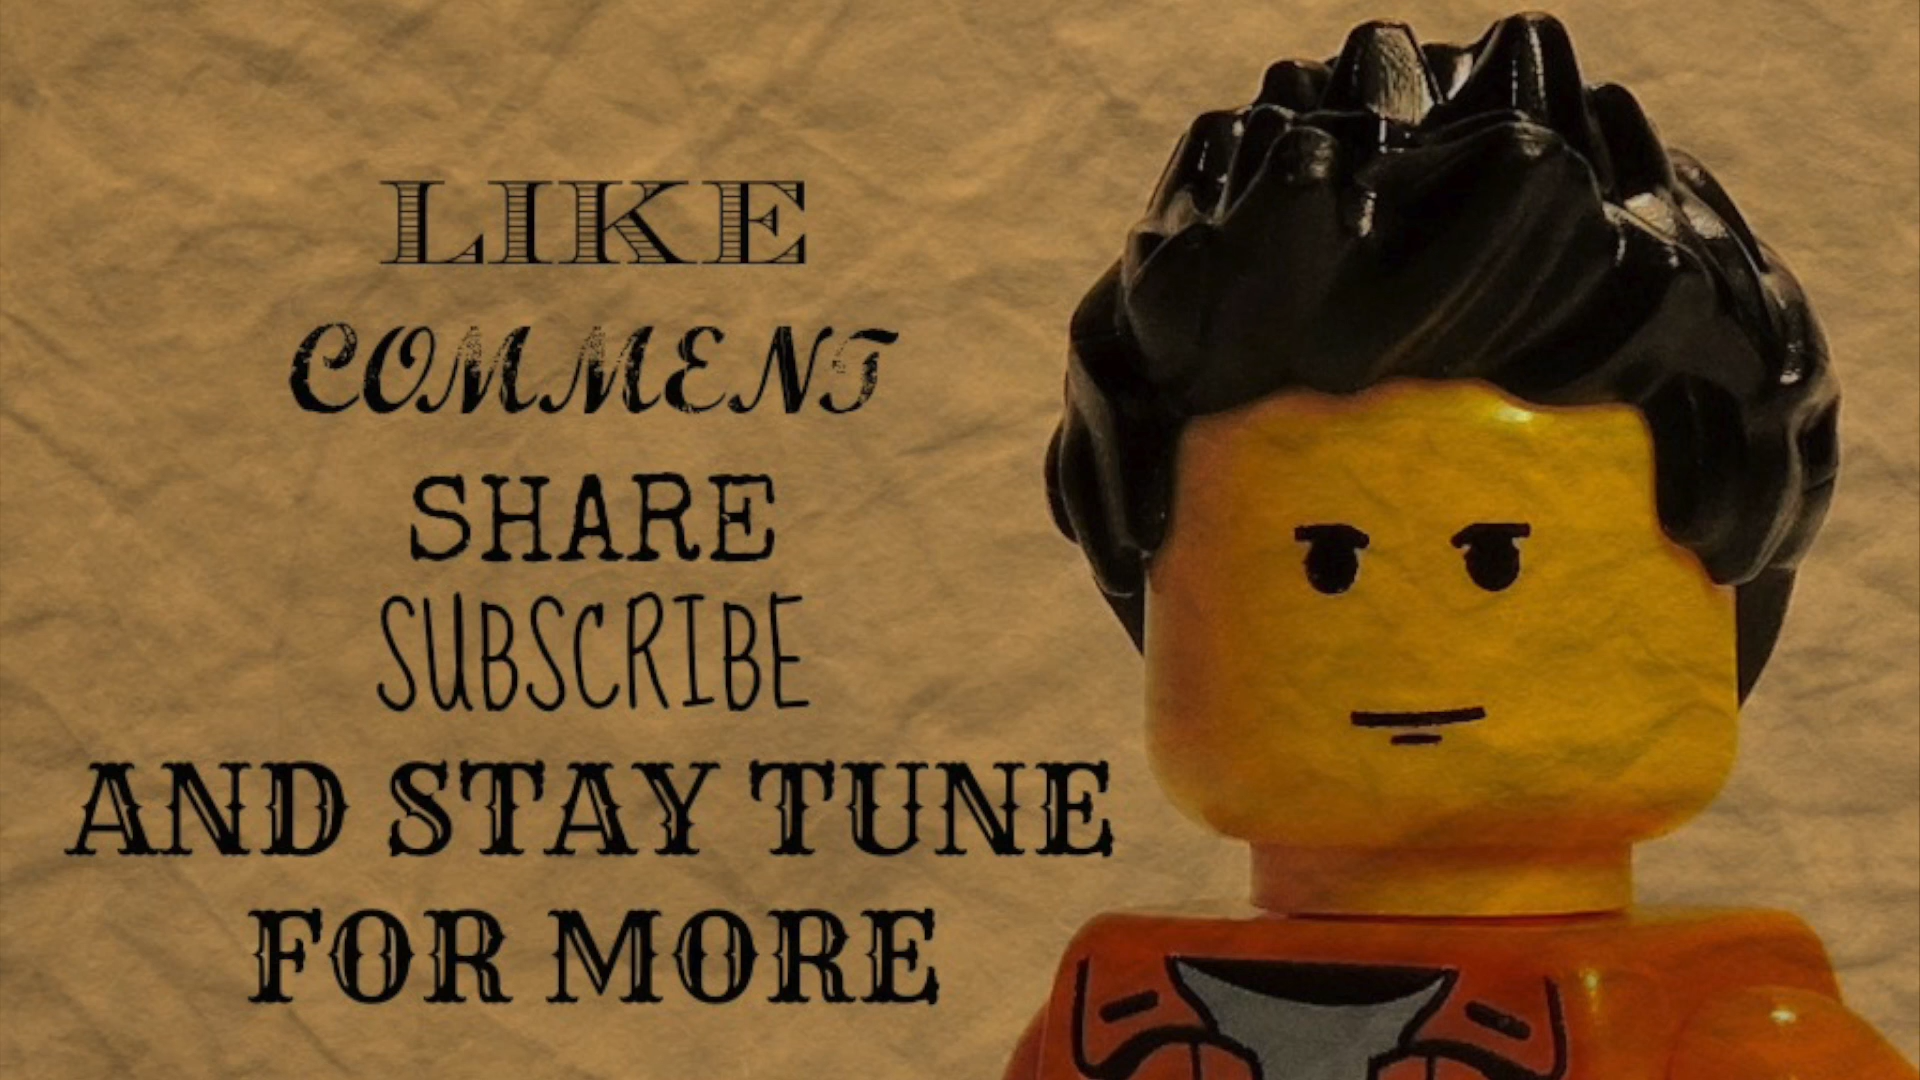 LIKE
COMMENT
SHARE
SUBSCRIBE
AND STAY TUNE
FOR MORE